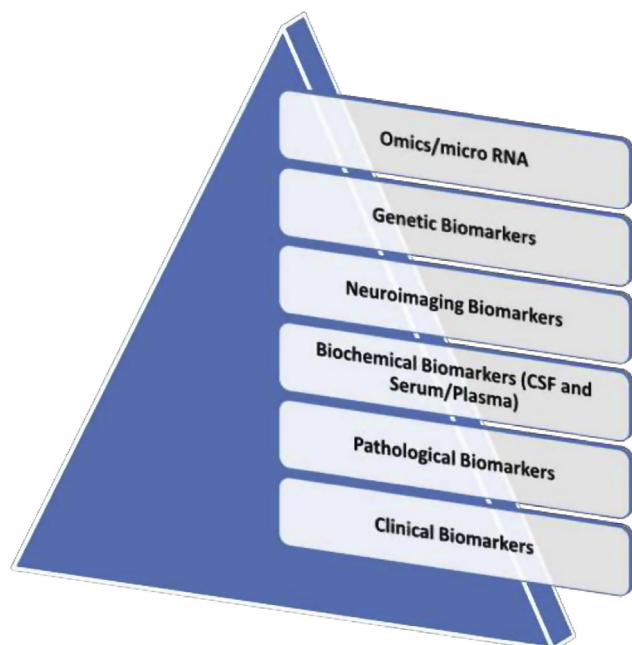 Omics/micro RNA
Genetic Biomarkers
Neuroimaging Biomarkers
Biochemical Biomarkers (CSF and
Serum/Plasma)
Pathological Biomarkers
Clinical Biomarkers